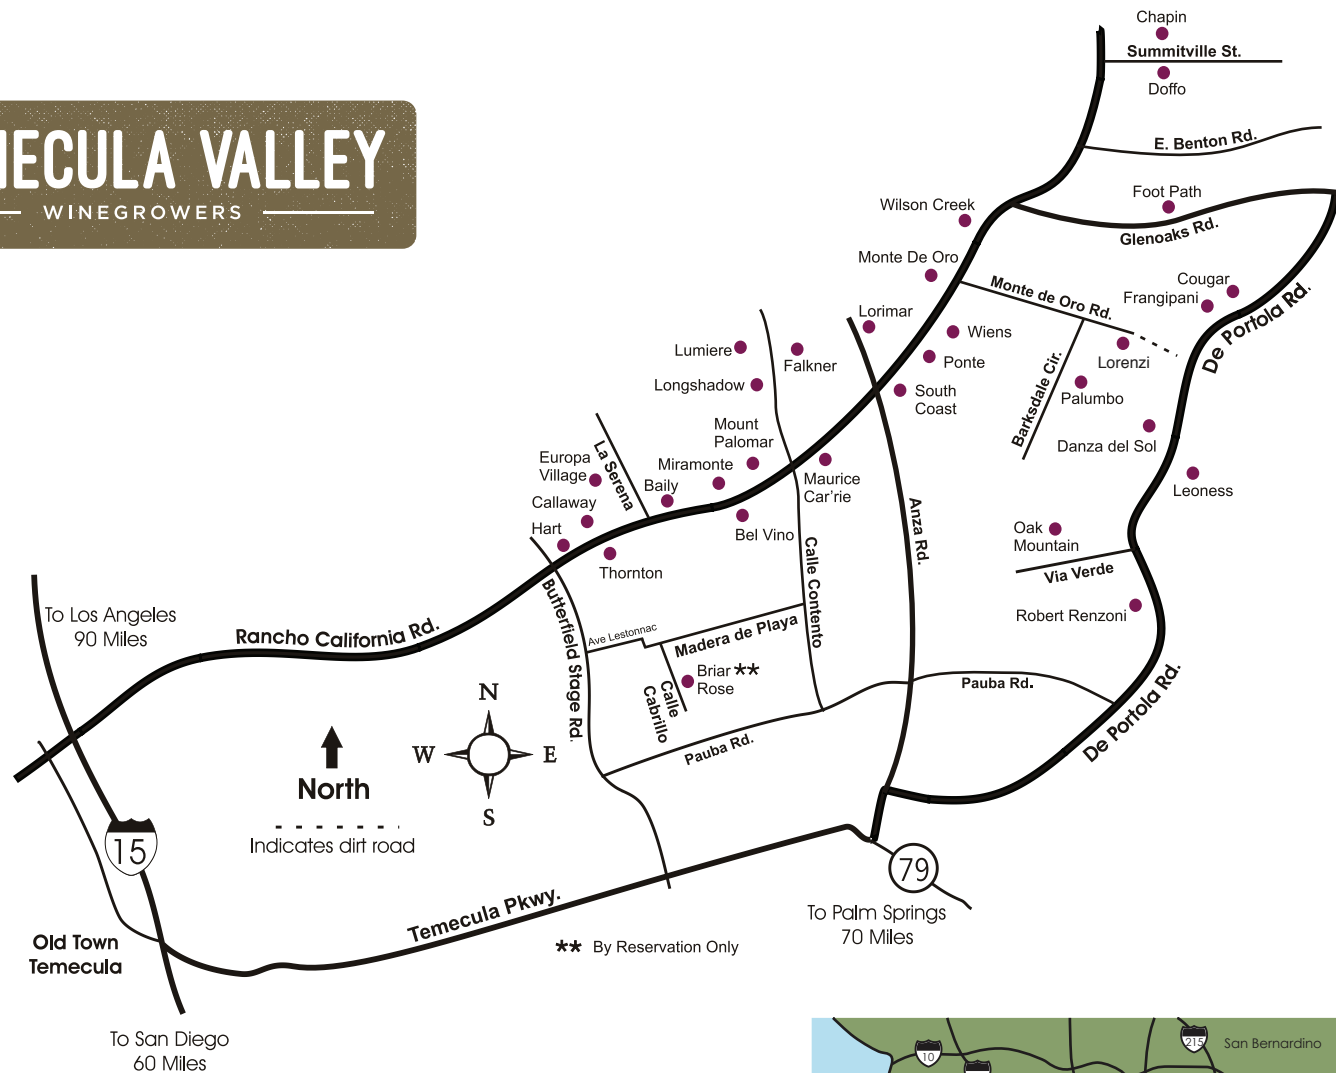 Chapin
Summitville St.
Doffo
ECULA VALLEY
WINEGROWERS
E. Benton Rd.
Foot Path
Wilson Creek
Glenoaks Rd.
Monte De Oro
Cougar
Frangipani
Monte de Oro Rd.
De Portola Rd.
Lorimar
Wiens
Lumiere
Falkner
Ponte
Lorenzi
Longshadow
South
Coast
Barksdale Cir.
Palumbo
Mount
Palomar
Danza del Sol
Europa
Village
La Serena
Miramonte
Baily
Maurice
Car'rie
Leoness
Callaway
Hart
Bel Vino
Anza Rd.
Oak
Mountain
Thornton
Calle Contento
Via Verde
Butterfield Stage Rd.
To Los Angeles
90 Miles
Rancho California Rd.
Ave Lestonnac
Madera de Playa
Robert Renzoni
Briar **
Rose
Calle
Cabrillo
Pauba Rd.
De Portola Rd.
N
W
E
S
Pauba Rd.
North
Indicates dirt road
15
79
Temecula Pkwy.
To Palm Springs
70 Miles
Old Town
Temecula
** By Reservation Only
To San Diego
60 Miles
10
215
San Bernardino